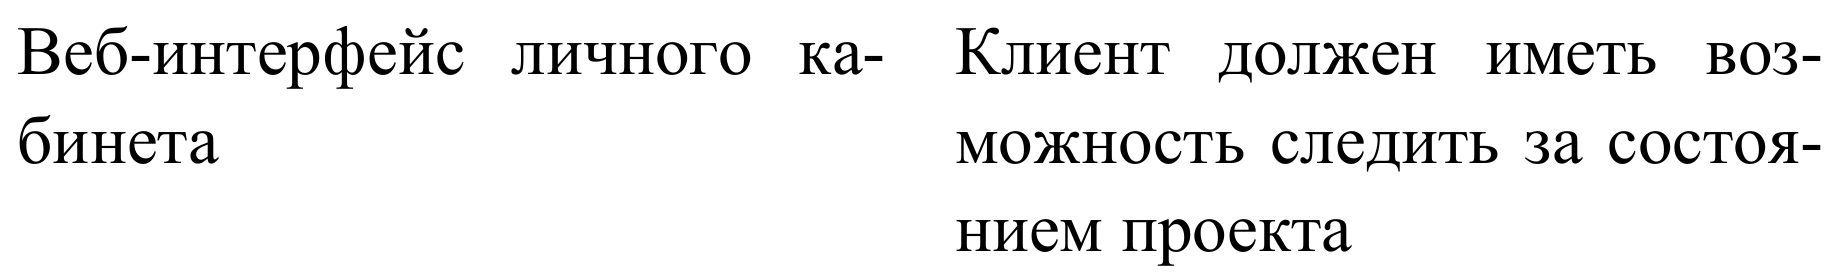 Веб-интерфейс личного ка-
бинета
Клиент должен иметь воз-
можность следить за состоя-
нием проекта